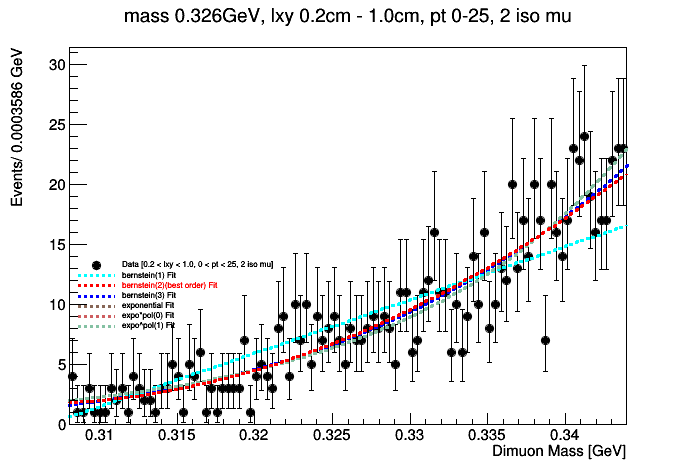 mass 0.326GeV, lxy 0.2cm - 1.0cm, pt 0-25, 2 iso mu
Events/ 0.0003586 GeV
30
25
20
15
10
5
0
Data [0.2 < lxy < 1.0, 0 < pt < 25, 2 iso mu]
bernstein(1) Fit
bernstein(2)(best order) Fit
bernstein(3) Fit
exponential Fit
expo*pol(0) Fit
expo*pol(1) Fit
0.31 0.315 0.32 0.325 0.33 0.335 0.34
Dimuon Mass [GeV]